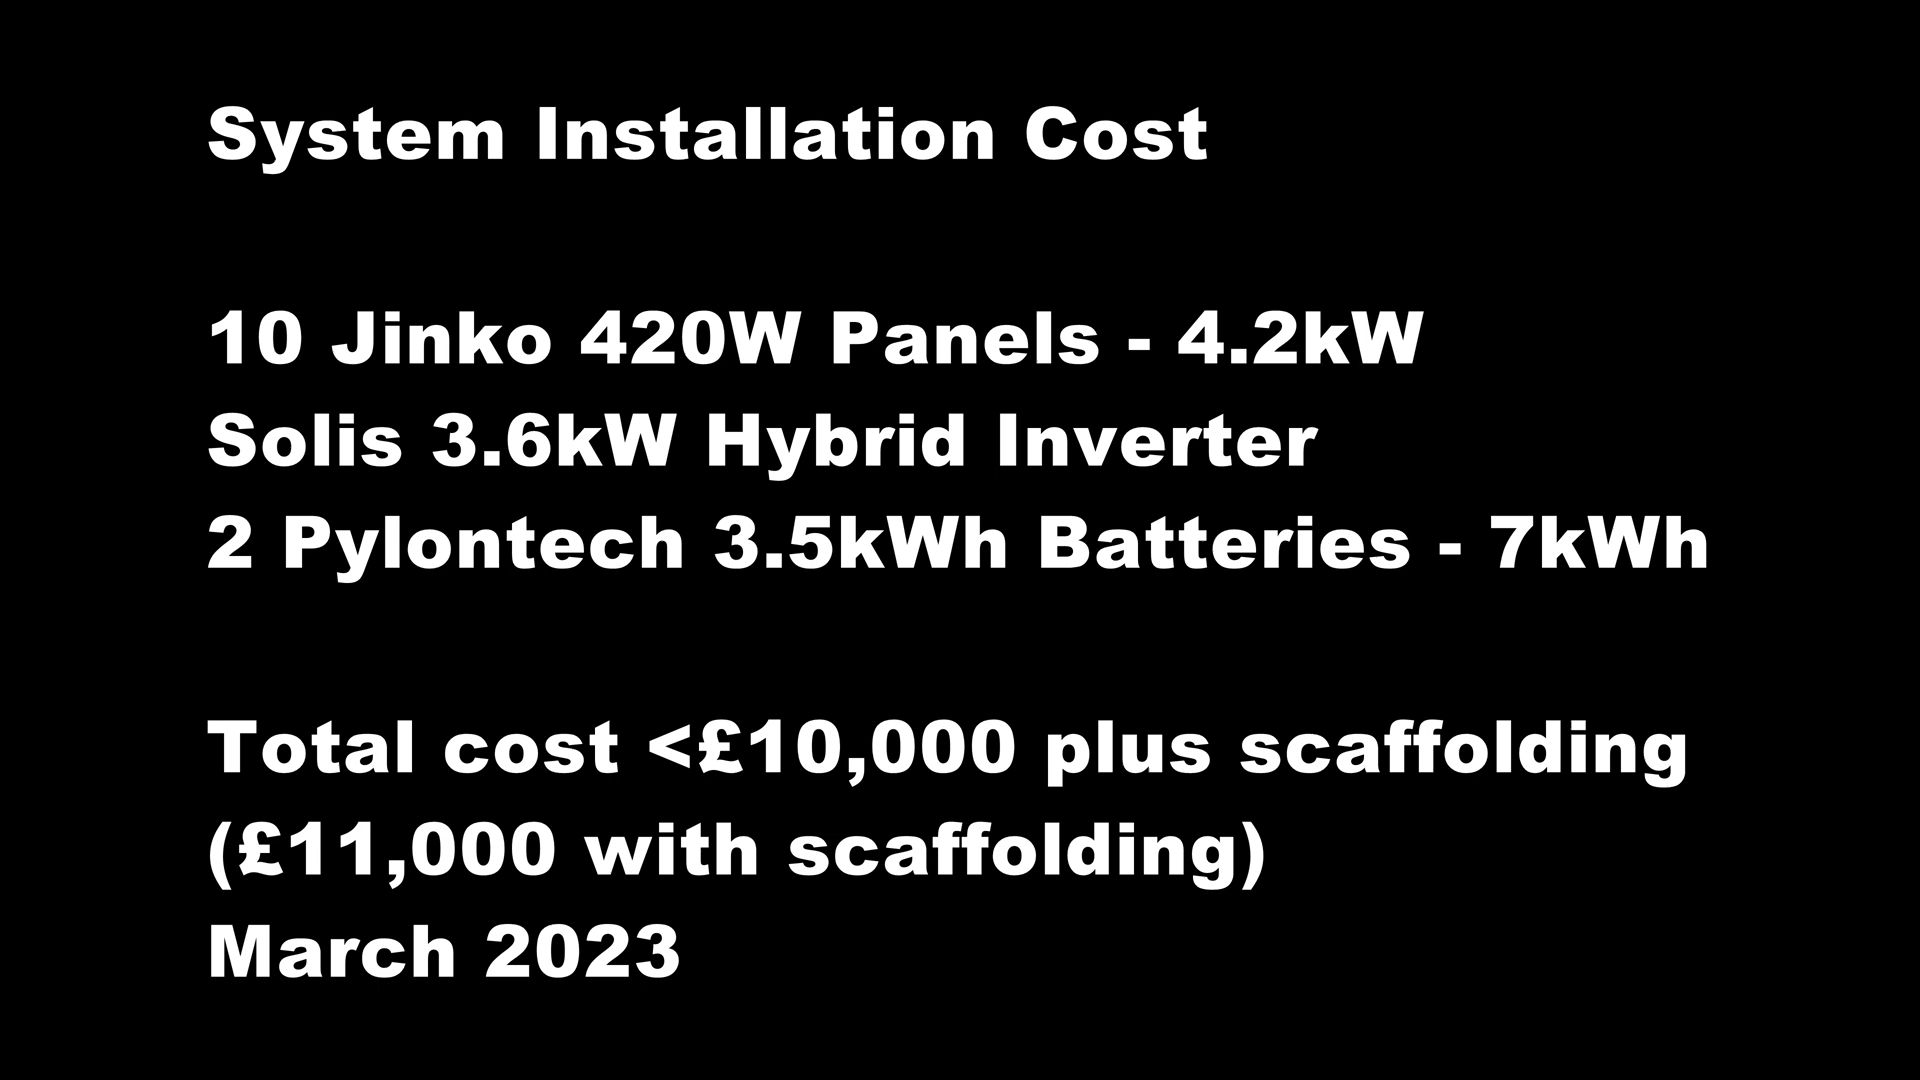 System Installation Cost
10 Jinko 420W Panels - 4.2kW
Solis 3.6kW Hybrid Inverter
2 Pylontech 3.5kWh Batteries - 7kWh
Total cost <£10,000 plus scaffolding
(£11,000 with scaffolding)
March 2023